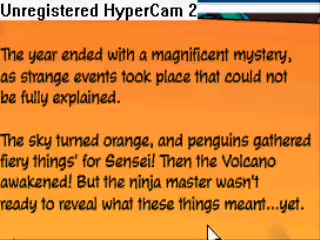 Unregistered HyperCam 2
The year ended with a magnificent mystery,
as strange events took place that could not
be fully explained.
The sky turned orange, and penguins gathered
fiery things' for Sensei! Then the Volcano
awakened! But the ninja master wasn't
ready to reveal what these things meant...yet.